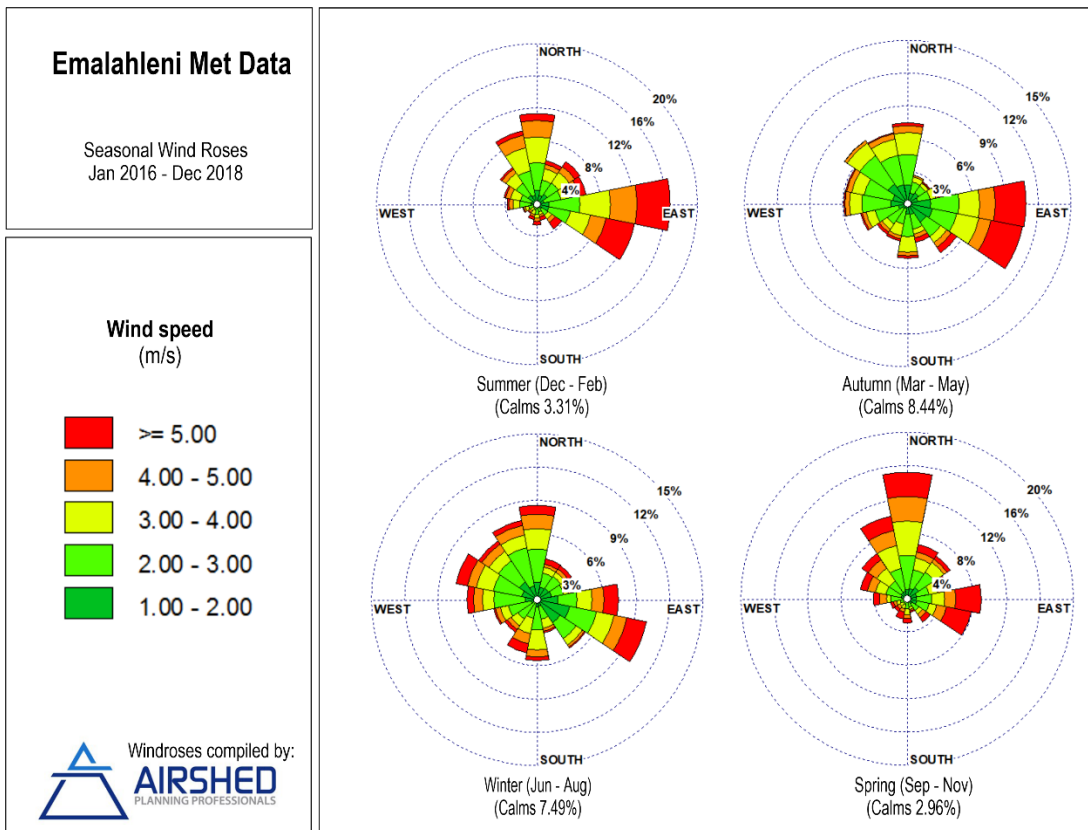 Emalahleni Met Data
Seasonal Wind Roses
Jan 2016 - Dec 2018
Wind speed
(m/s)
>= 5.00
4.00 - 5.00
3.00 - 4.00
2.00 - 3.00
1.00 - 2.00
Windroses compiled by:
AIRSHED
PLANNING PROFESSIONALS
NORTH
20%
16%
12%
8%
4%
WEST
EAST
SOUTH
Summer (Dec - Feb)
(Calms 3.31%)
NORTH
15%
12%
9%
6%
3%
WEST
EAST
SOUTH
Autumn (Mar - May)
(Calms 8.44%)
NORTH
15%
12%
9%
6%
3%
WEST
EAST
SOUTH
Winter (Jun - Aug)
(Calms 7.49%)
NORTH
20%
16%
12%
8%
4%
WEST
EAST
SOUTH
Spring (Sep - Nov)
(Calms 2.96%)